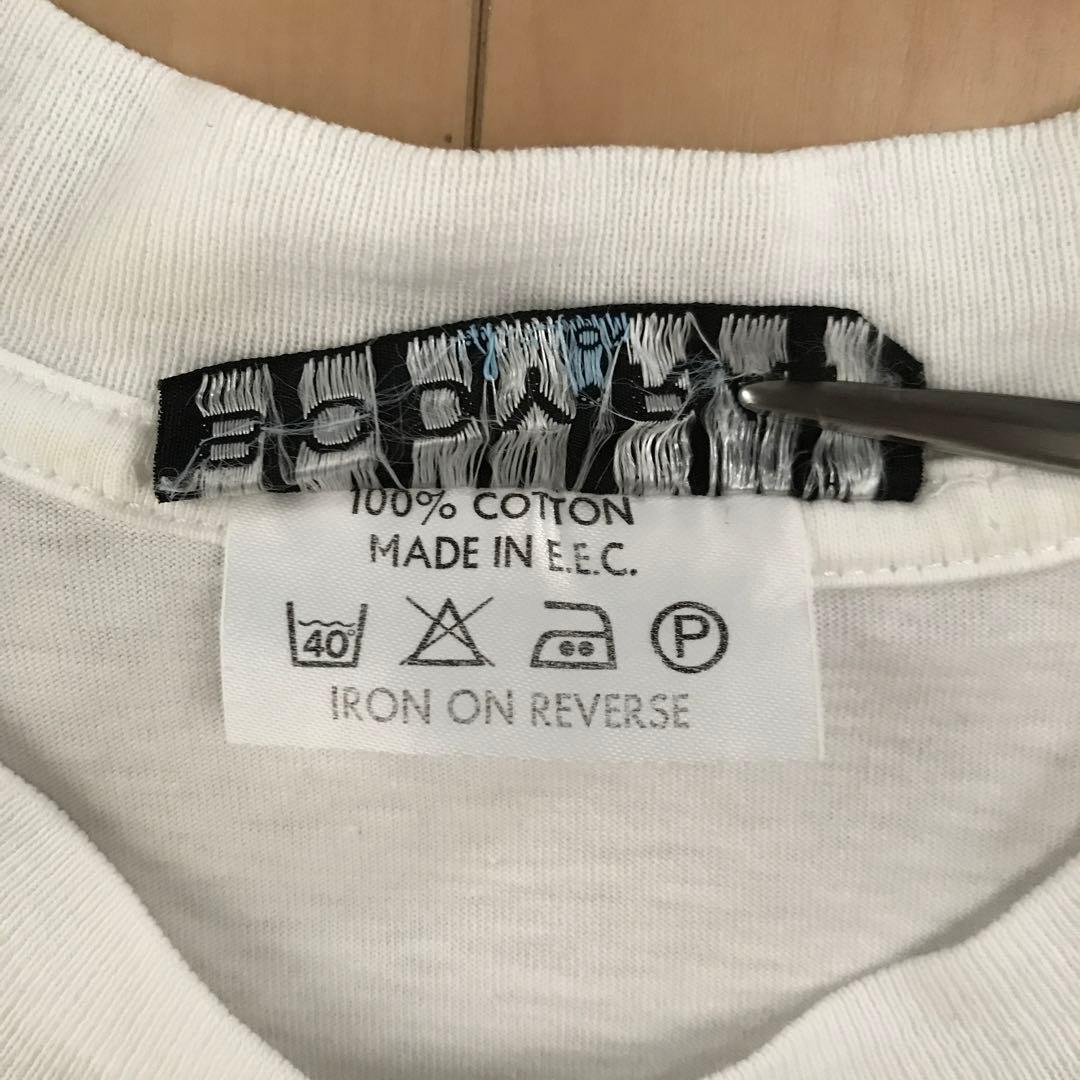 100% COTTON
MADE IN E.E.C.
40°
P
IRON ON REVERSE